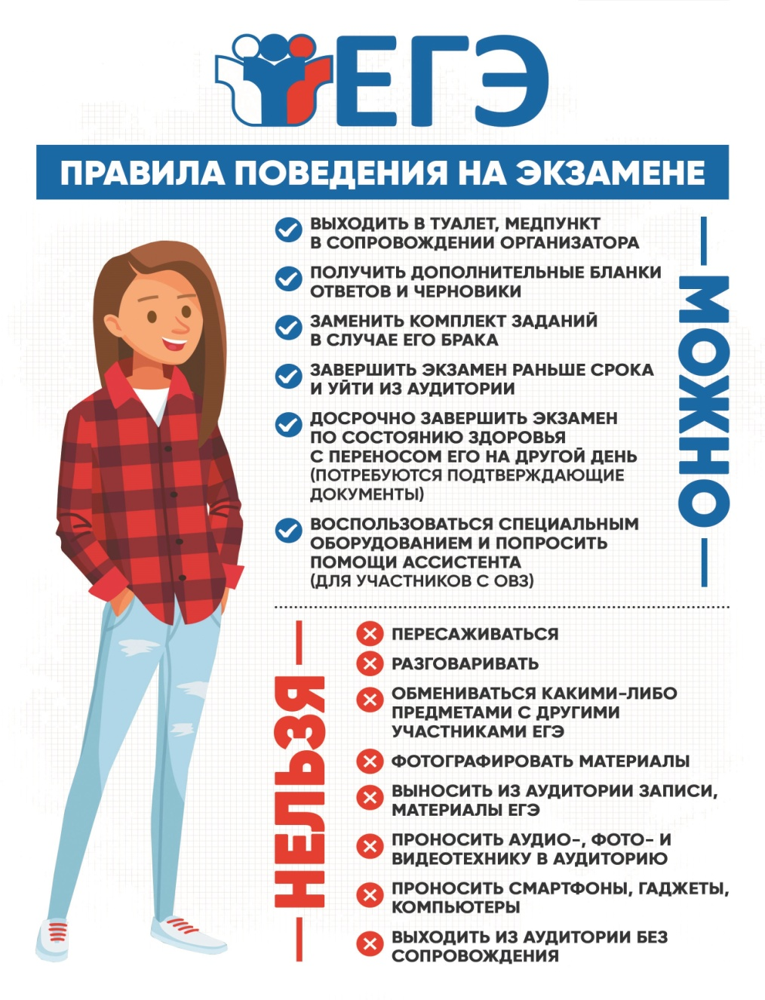 ЕГЭ
ПРАВИЛА ПОВЕДЕНИЯ НА ЭКЗАМЕНЕ
МОЖНО
ВЫХОДИТЬ В ТУАЛЕТ, МЕДПУНКТ
В СОПРОВОЖДЕНИИ ОРГАНИЗАТОРА
ПОЛУЧИТЬ ДОПОЛНИТЕЛЬНЫЕ БЛАНКИ
ОТВЕТОВ И ЧЕРНОВИКИ
ЗАМЕНИТЬ КОМПЛЕКТ ЗАДАНИЙ
В СЛУЧАЕ ЕГО БРАКА
ЗАВЕРШИТЬ ЭКЗАМЕН РАНЬШЕ СРОКА
И УЙТИ ИЗ АУДИТОРИИ
ДОСРОЧНО ЗАВЕРШИТЬ ЭКЗАМЕН
ПО СОСТОЯНИЮ ЗДОРОВЬЯ
С ПЕРЕНОСОМ ЕГО НА ДРУГОЙ ДЕНЬ
(ПОТРЕБУЮТСЯ ПОДТВЕРЖДАЮЩИЕ
ДОКУМЕНТЫ)
ВОСПОЛЬЗОВАТЬСЯ СПЕЦИАЛЬНЫМ
ОБОРУДОВАНИЕМ И ПОПРОСИТЬ
ПОМОЩИ АССИСТЕНТА
(ДЛЯ УЧАСТНИКОВ С ОВЗ)
НЕЛЬЗЯ
ПЕРЕСАЖИВАТЬСЯ
РАЗГОВАРИВАТЬ
ОБМЕНИВАТЬСЯ КАКИМИ-ЛИБО
ПРЕДМЕТАМИ С ДРУГИМИ
УЧАСТНИКАМИ ЕГЭ
ФОТОГРАФИРОВАТЬ МАТЕРИАЛЫ
ВЫНОСИТЬ ИЗ АУДИТОРИИ ЗАПИСИ,
МАТЕРИАЛЫ ЕГЭ
ПРОНОСИТЬ АУДИО-, ФОТО- И
ВИДЕОТЕХНИКУ В АУДИТОРИЮ
ПРОНОСИТЬ СМАРТФОНЫ, ГАДЖЕТЫ,
КОМПЬЮТЕРЫ
ВЫХОДИТЬ ИЗ АУДИТОРИИ БЕЗ
СОПРОВОЖДЕНИЯ